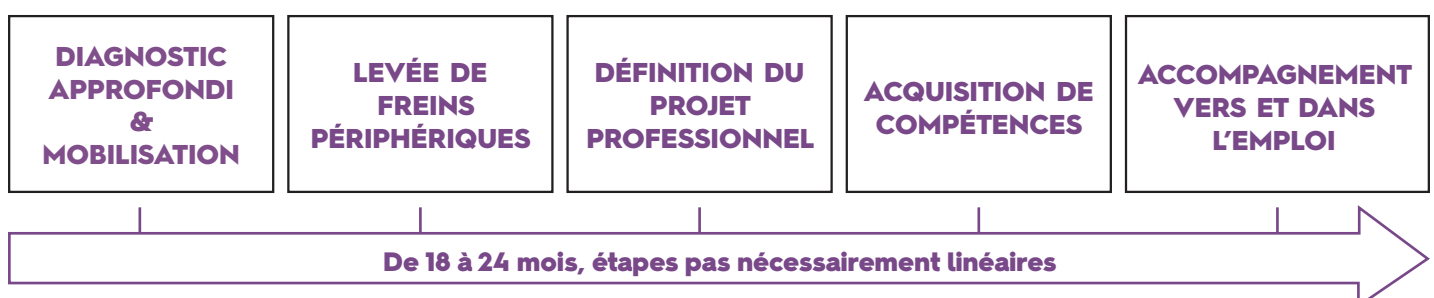 DIAGNOSTIC
APPROFONDI
&
MOBILISATION
LEVÉE DE
FREINS
PÉRIPHÉRIQUES
DÉFINITION DU
PROJET
PROFESSIONNEL
ACQUISITION DE
COMPÉTENCES
ACCOMPAGNEMENT
VERS ET DANS
L'EMPLOI
De 18 à 24 mois, étapes pas nécessairement linéaires